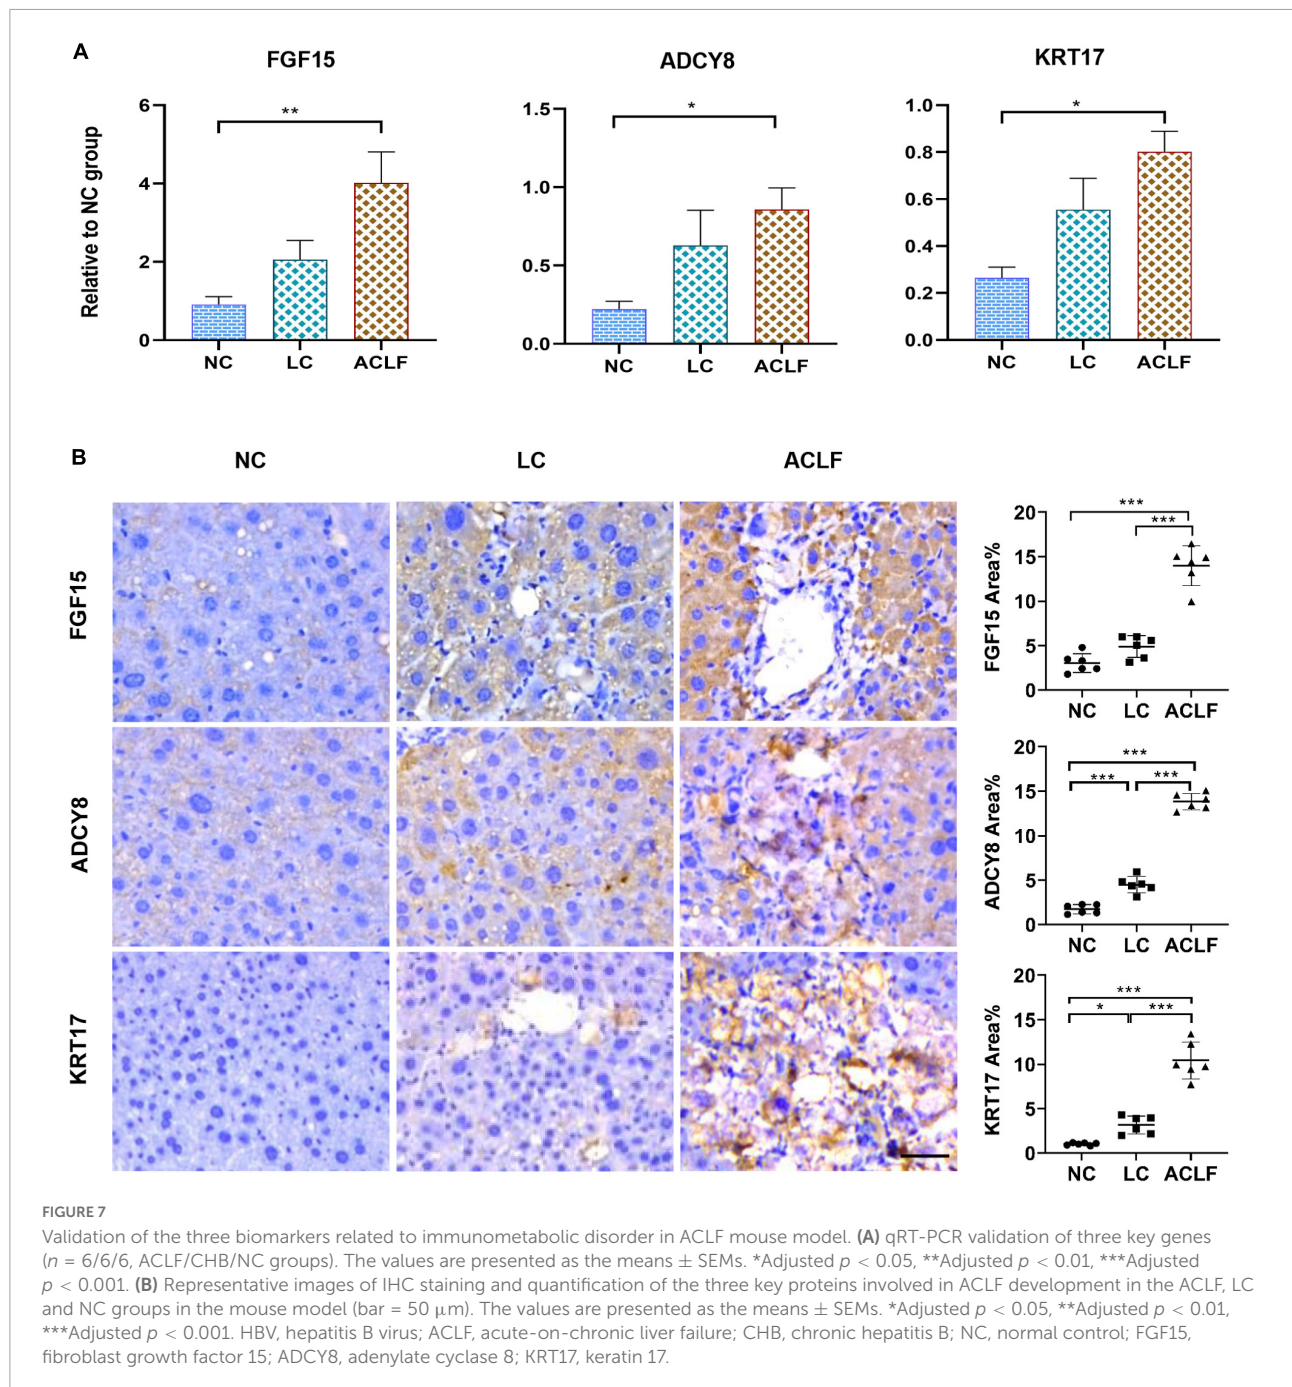 A
FGF15
ADCY8
KRT17
Relative to NC group
6
4
2
0
**
NC
LC
ACLF
1.5
1.0
0.5
0.0
*
NC
LC
ACLF
1.0
0.8
0.6
0.4
0.2
0.0
*
NC
LC
ACLF
B
NC
LC
ACLF
FGF15
ADCY8
KRT17
FGF15 Area%
20
15
10
5
0
***
***
NC
LC
ACLF
ADCY8 Area%
20
15
10
5
0
***
***
***
NC
LC
ACLF
KRT17 Area%
20
15
10
5
0
***
*
***
NC
LC
ACLF
FIGURE 7
Validation of the three biomarkers related to immunometabolic disorder in ACLF mouse model. (A) qRT-PCR validation of three key genes
(n = 6/6/6, ACLF/CHB/NC groups). The values are presented as the means ± SEMs. *Adjusted p < 0.05, **Adjusted p < 0.01, ***Adjusted
p < 0.001. (B) Representative images of IHC staining and quantification of the three key proteins involved in ACLF development in the ACLF, LC
and NC groups in the mouse model (bar = 50 μm). The values are presented as the means ± SEMs. *Adjusted p < 0.05, **Adjusted p < 0.01,
***Adjusted p < 0.001. HBV, hepatitis B virus; ACLF, acute-on-chronic liver failure; CHB, chronic hepatitis B; NC, normal control; FGF15,
fibroblast growth factor 15; ADCY8, adenylate cyclase 8; KRT17, keratin 17.